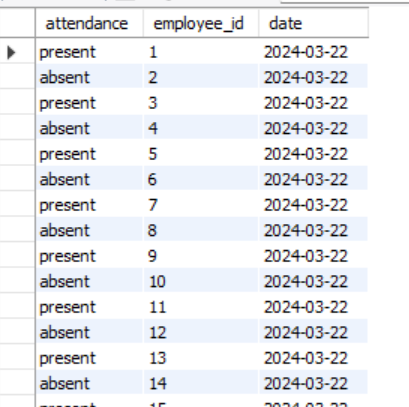 attendance employee_id date
present 1 2024-03-22
absent 2 2024-03-22
present 3 2024-03-22
absent 4 2024-03-22
present 5 2024-03-22
absent 6 2024-03-22
present 7 2024-03-22
absent 8 2024-03-22
present 9 2024-03-22
absent 10 2024-03-22
present 11 2024-03-22
absent 12 2024-03-22
present 13 2024-03-22
absent 14 2024-03-22